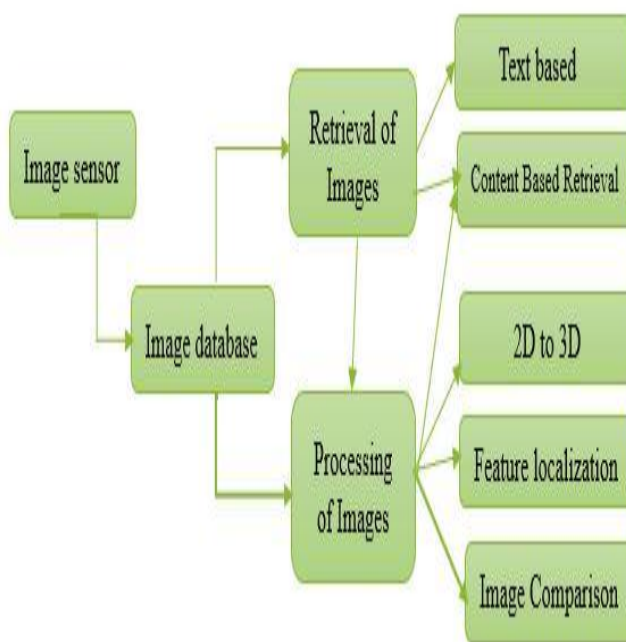 Text based
Retrieval of
Images
Image sensor
Content Based Retrieval
Image database
2D to 3D
Processing
of Images
Feature localization
Image Comparison